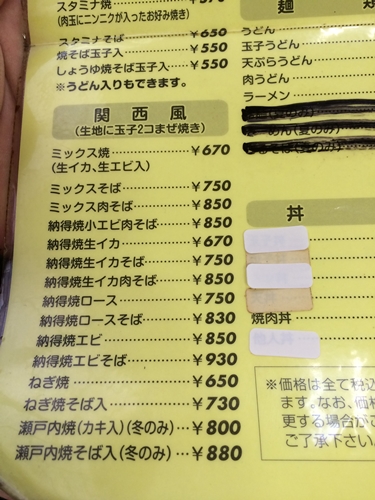 スタミナ焼
(肉玉にニンニクが入ったお好み焼き)
スタミナそば ¥650
焼そば玉子入 ¥550
しょうゆ焼そば玉子入 ¥550
※うどん入りもできます。
関西風
(生地に玉子2コまぜ焼き)
ミックス焼 ¥670
(生イカ、生エビ入)
ミックスそば ¥750
ミックス肉そば ¥850
納得焼小エビ肉そば ¥850
納得焼生イカ ¥670
納得焼生イカそば ¥750
納得焼生イカ肉そば ¥850
納得焼ロース ¥750
納得焼ロースそば ¥830
納得焼エビ ¥850
納得焼エビそば ¥930
ねぎ焼 ¥650
ねぎ焼そば入 ¥730
瀬戸内焼(カキ入)(冬のみ) ¥800
瀬戸内焼そば入(冬のみ) ¥880
麺
うどん
玉子うどん
天ぷらうどん
肉うどん
ラーメン
丼
焼肉丼
※価格は全て税込
ます。なお、価格
更する場合が
ご了承下さい